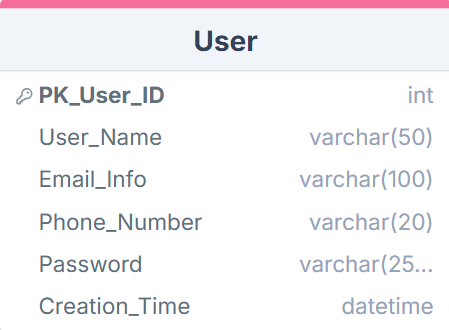 User
PK_User_ID int
User_Name varchar(50)
Email_Info varchar(100)
Phone_Number varchar(20)
Password varchar(25...
Creation_Time datetime